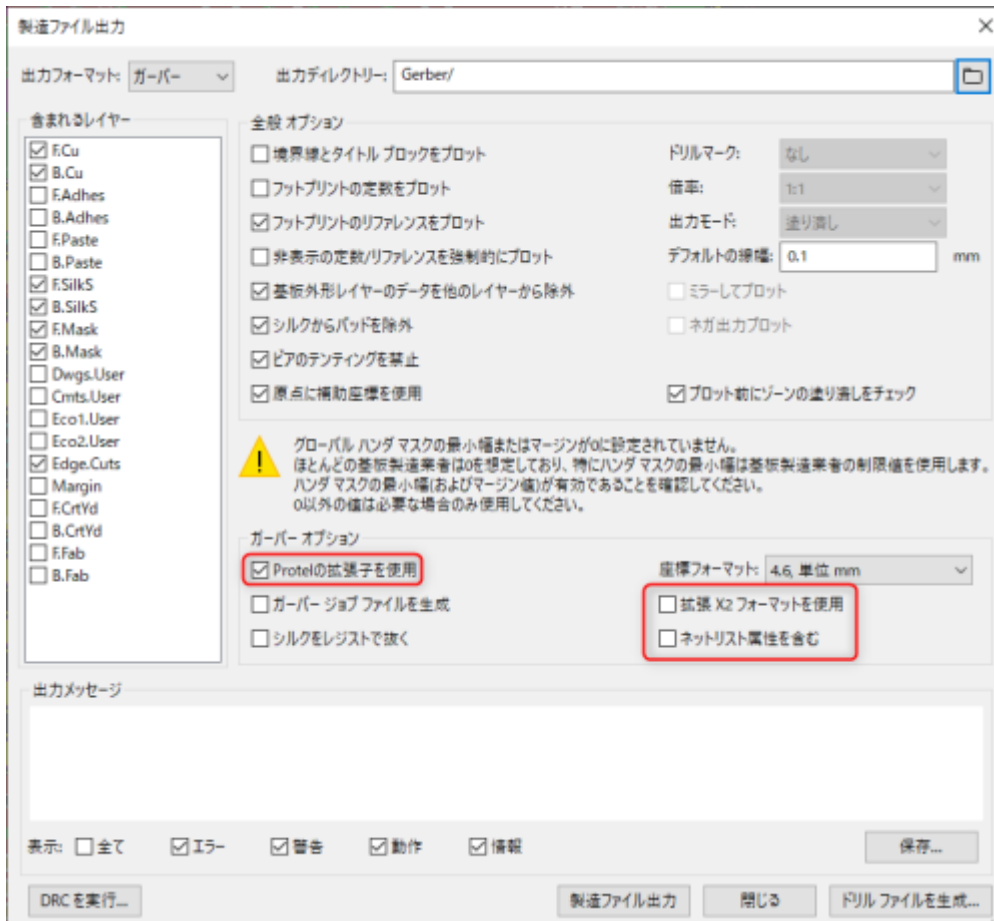 製造ファイル出力
出力フォーマット: ガーバー
出力ディレクトリー: Gerber/
含まれるレイヤー
F.Cu
B.Cu
F.Adhes
B.Adhes
F.Paste
B.Paste
F.SilkS
B.SilkS
F.Mask
B.Mask
Dwgs.User
Cmts.User
Eco1.User
Eco2.User
Edge.Cuts
Margin
F.CrtYd
B.CrtYd
F.Fab
B.Fab
全般 オプション
境界線とタイトル ブロックをプロット
フットプリントの定数をプロット
フットプリントのリファレンスをプロット
非表示の定数/リファレンスを強制的にプロット
基板外形レイヤーのデータを他のレイヤーから除外
シルクからパッドを除外
ビアのテンティングを禁止
原点に補助座標を使用
ドリルマーク: なし
倍率: 1:1
出力モード: 塗り潰し
デフォルトの線幅: 0.1 mm
ミラーしてプロット
ネガ出力プロット
プロット前にゾーンの塗り潰しをチェック
グローバル ハンダ マスクの最小幅またはマージンが0に設定されていません。
ほとんどの基板製造業者は0を想定しており、特にハンダ マスクの最小幅は基板製造業者の制限値を使用します。
ハンダ マスクの最小幅(およびマージン値)が有効であることを確認してください。
0以外の値は必要な場合のみ使用してください。
ガーバー オプション
Protelの拡張子を使用
ガーバー ジョブ ファイルを生成
シルクをレジストで抜く
座標フォーマット: 4.6, 単位 mm
拡張 X2 フォーマットを使用
ネットリスト属性を含む
出力メッセージ
表示: 全て エラー 警告 動作 情報 保存...
DRC を実行... 製造ファイル出力 閉じる ドリル ファイルを生成...